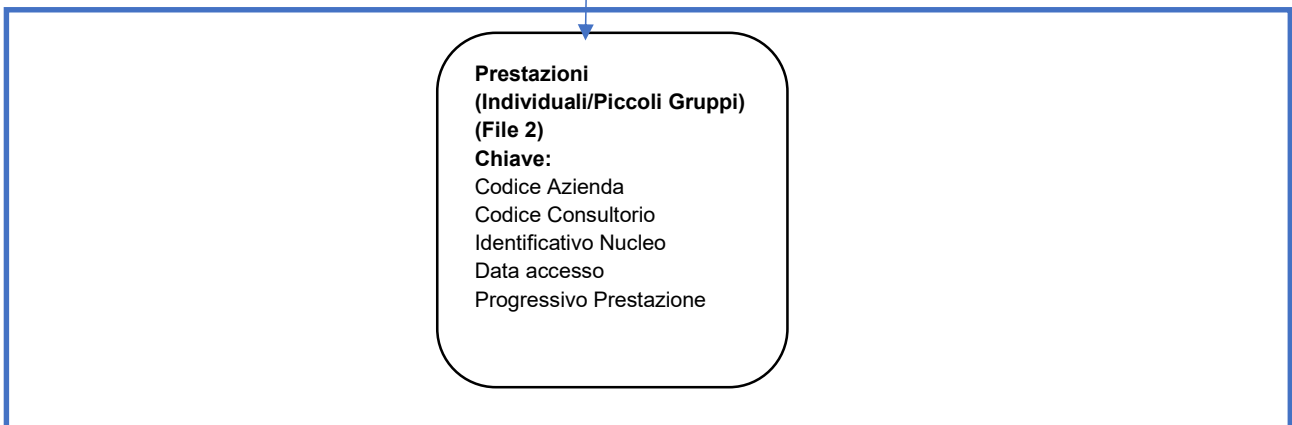 Prestazioni
(Individuali/Piccoli Gruppi)
(File 2)
Chiave:
Codice Azienda
Codice Consultorio
Identificativo Nucleo
Data accesso
Progressivo Prestazione